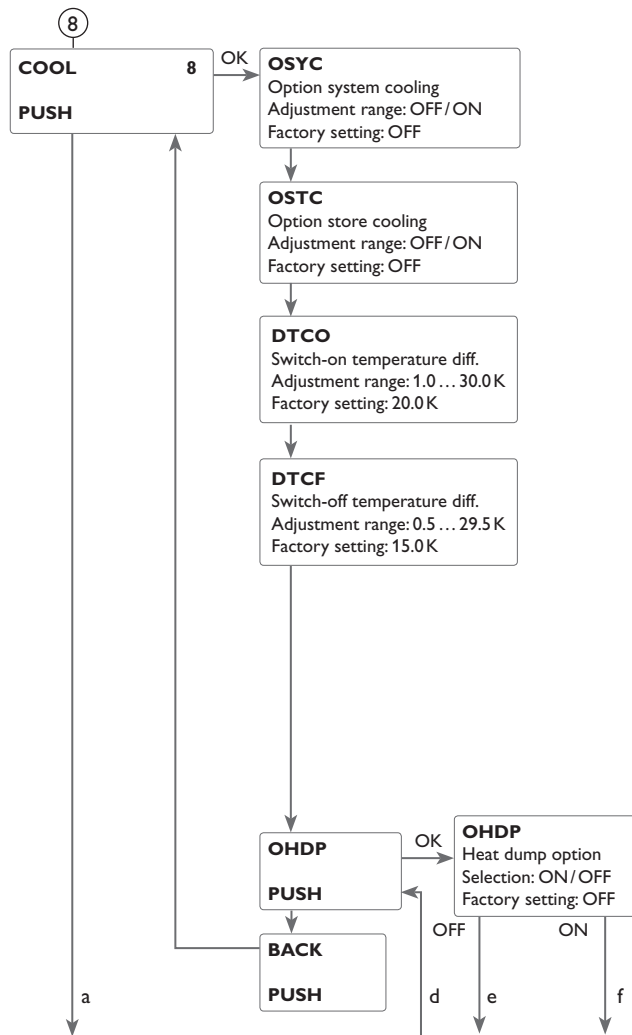 8
COOL 8
PUSH
OK
OSYC
Option system cooling
Adjustment range: OFF / ON
Factory setting: OFF
OSTC
Option store cooling
Adjustment range: OFF / ON
Factory setting: OFF
DTCO
Switch-on temperature diff.
Adjustment range: 1.0 … 30.0 K
Factory setting: 20.0 K
DTCF
Switch-off temperature diff.
Adjustment range: 0.5 … 29.5 K
Factory setting: 15.0 K
OHDP
PUSH
OK
OHDP
Heat dump option
Selection: ON / OFF
Factory setting: OFF
OFF ON
BACK
PUSH
a d e f